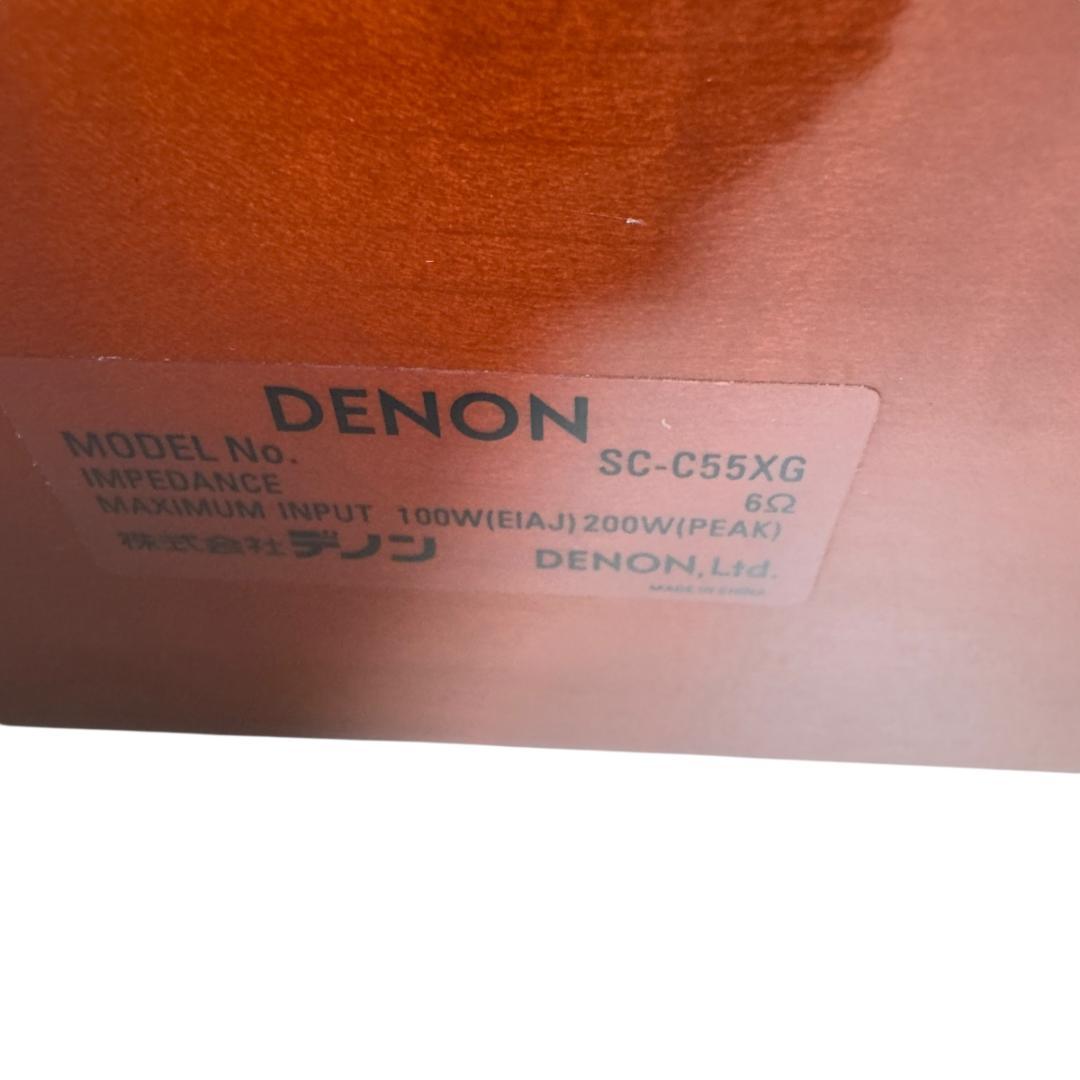 DENON
MODEL No. SC-C55XG
IMPEDANCE 6Ω
MAXIMUM INPUT 100W(EIAJ) 200W(PEAK)
株式会社デノン DENON, Ltd.
MADE IN CHINA